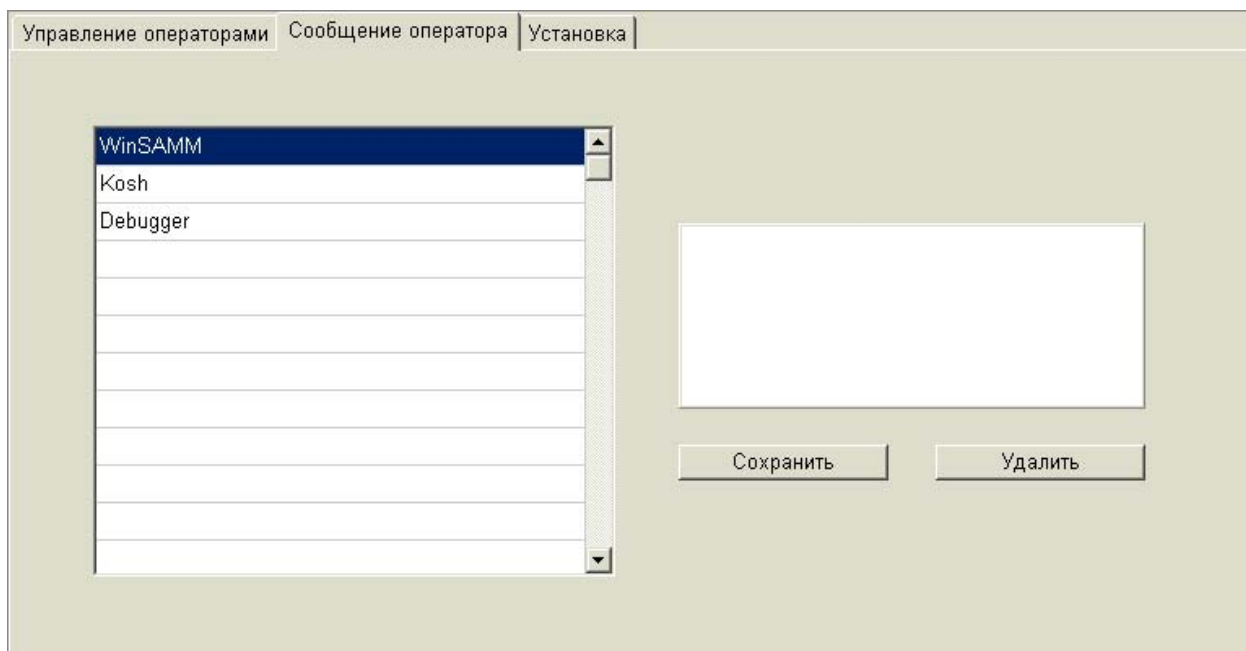 Управление операторами Сообщение оператора Установка
WinSAMM
Kosh
Debugger
Сохранить Удалить